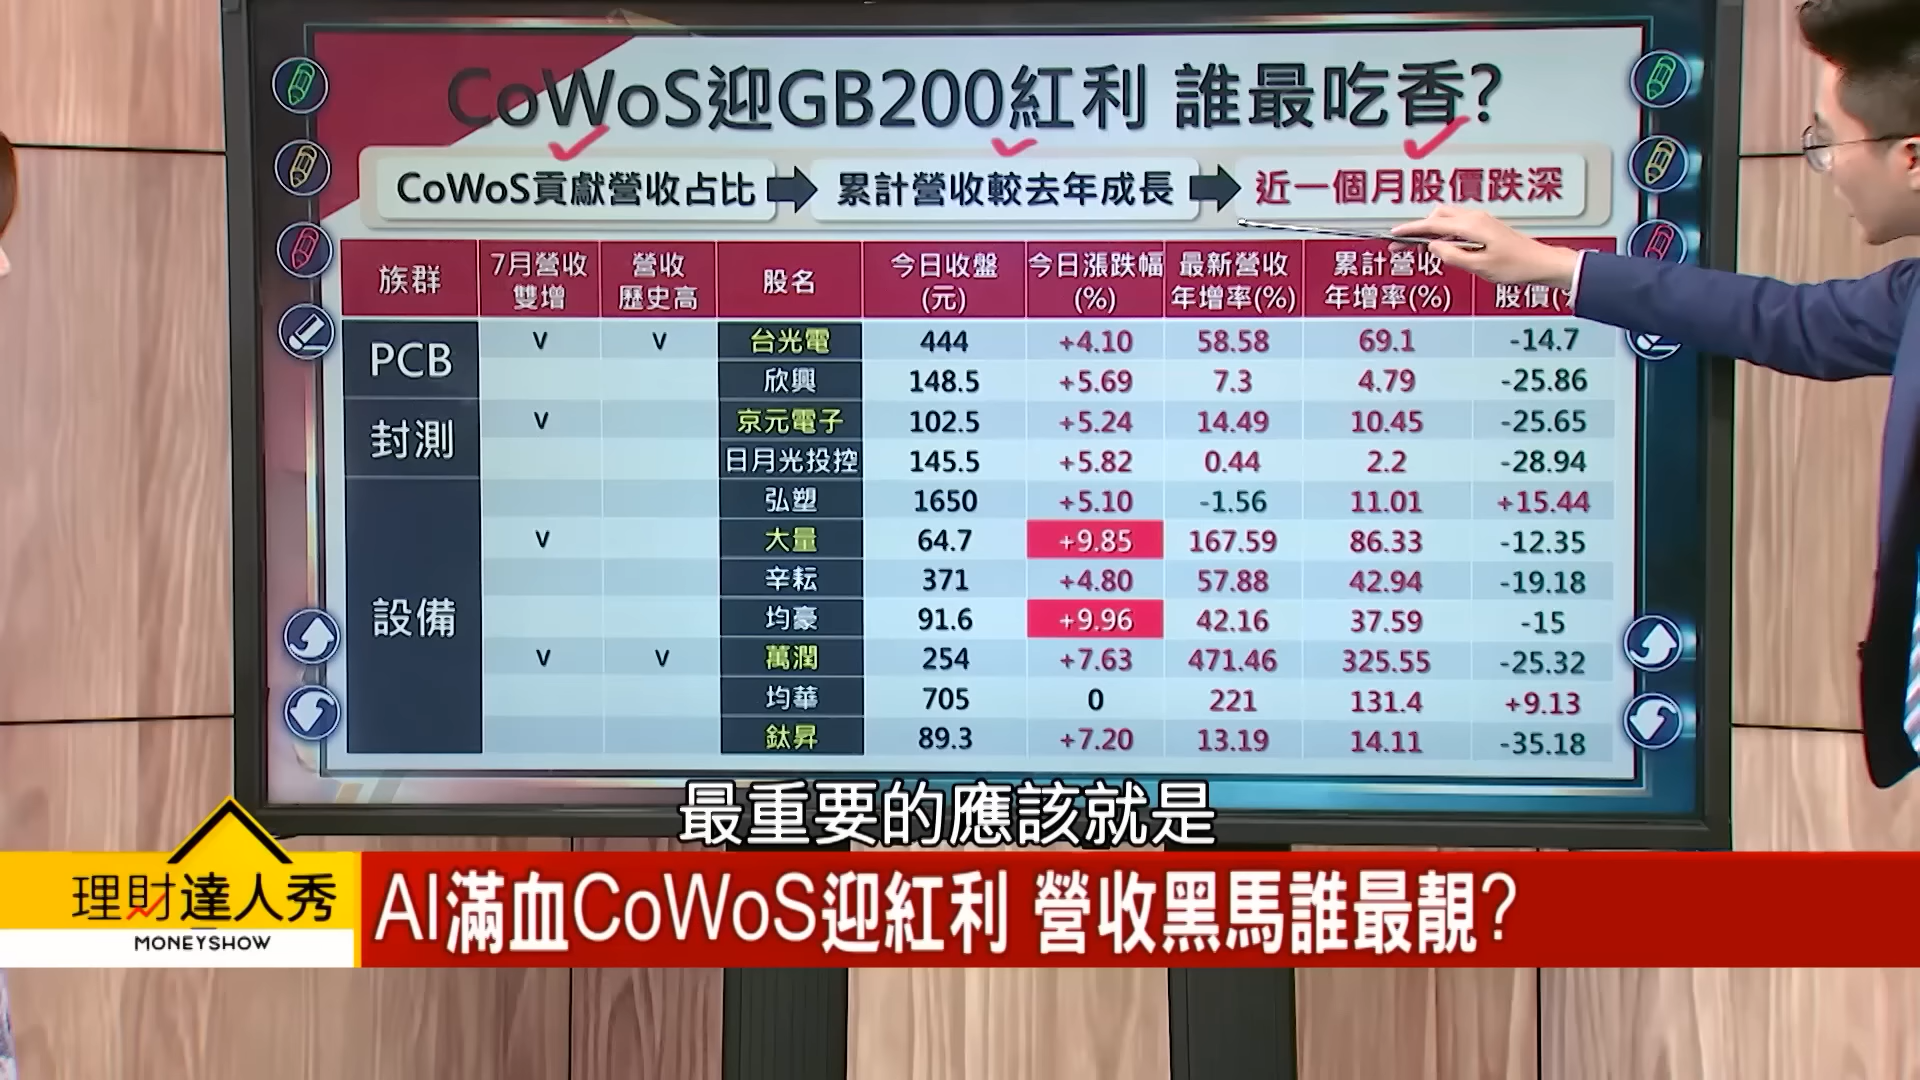 CoWoS迎GB200紅利 誰最吃香?
CoWoS貢獻營收占比 累計營收較去年成長 近一個月股價跌深
族群 7月營收雙增 營收歷史高 股名 今日收盤(元) 今日漲跌幅(%) 最新營收年增率(%) 累計營收年增率(%) 股價(
PCB v v 台光電 444 +4.10 58.58 69.1 -14.7
欣興 148.5 +5.69 7.3 4.79 -25.86
封測 v 京元電子 102.5 +5.24 14.49 10.45 -25.65
日月光投控 145.5 +5.82 0.44 2.2 -28.94
設備 弘塑 1650 +5.10 -1.56 11.01 +15.44
v 大量 64.7 +9.85 167.59 86.33 -12.35
辛耘 371 +4.80 57.88 42.94 -19.18
均豪 91.6 +9.96 42.16 37.59 -15
v v 萬潤 254 +7.63 471.46 325.55 -25.32
均華 705 0 221 131.4 +9.13
鈦昇 89.3 +7.20 13.19 14.11 -35.18
最重要的應該就是
理財達人秀
MONEYSHOW
AI滿血CoWoS迎紅利 營收黑馬誰最靚?